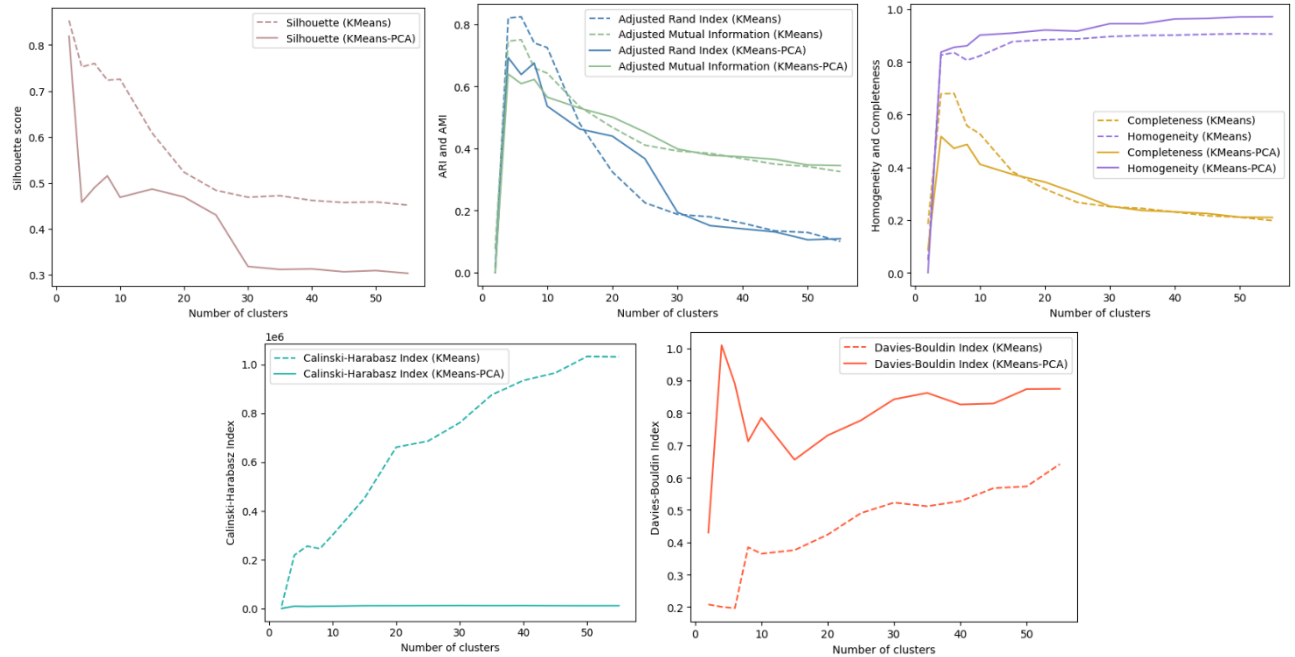 Silhouette (KMeans)
Silhouette (KMeans-PCA)
0.8
0.7
0.6
0.5
0.4
0.3
Silhouette score
0 10 20 30 40 50
Number of clusters
Adjusted Rand Index (KMeans)
Adjusted Mutual Information (KMeans)
Adjusted Rand Index (KMeans-PCA)
Adjusted Mutual Information (KMeans-PCA)
0.8
0.6
0.4
0.2
0.0
ARI and AMI
0 10 20 30 40 50
Number of clusters
1.0
0.8
0.6
0.4
0.2
0.0
Homogeneity and Completeness
Completeness (KMeans)
Homogeneity (KMeans)
Completeness (KMeans-PCA)
Homogeneity (KMeans-PCA)
0 10 20 30 40 50
Number of clusters
1e6
Calinski-Harabasz Index (KMeans)
Calinski-Harabasz Index (KMeans-PCA)
1.0
0.8
0.6
0.4
0.2
0.0
Calinski-Harabasz Index
0 10 20 30 40 50
Number of clusters
Davies-Bouldin Index (KMeans)
Davies-Bouldin Index (KMeans-PCA)
1.0
0.9
0.8
0.7
0.6
0.5
0.4
0.3
0.2
Davies-Bouldin Index
0 10 20 30 40 50
Number of clusters